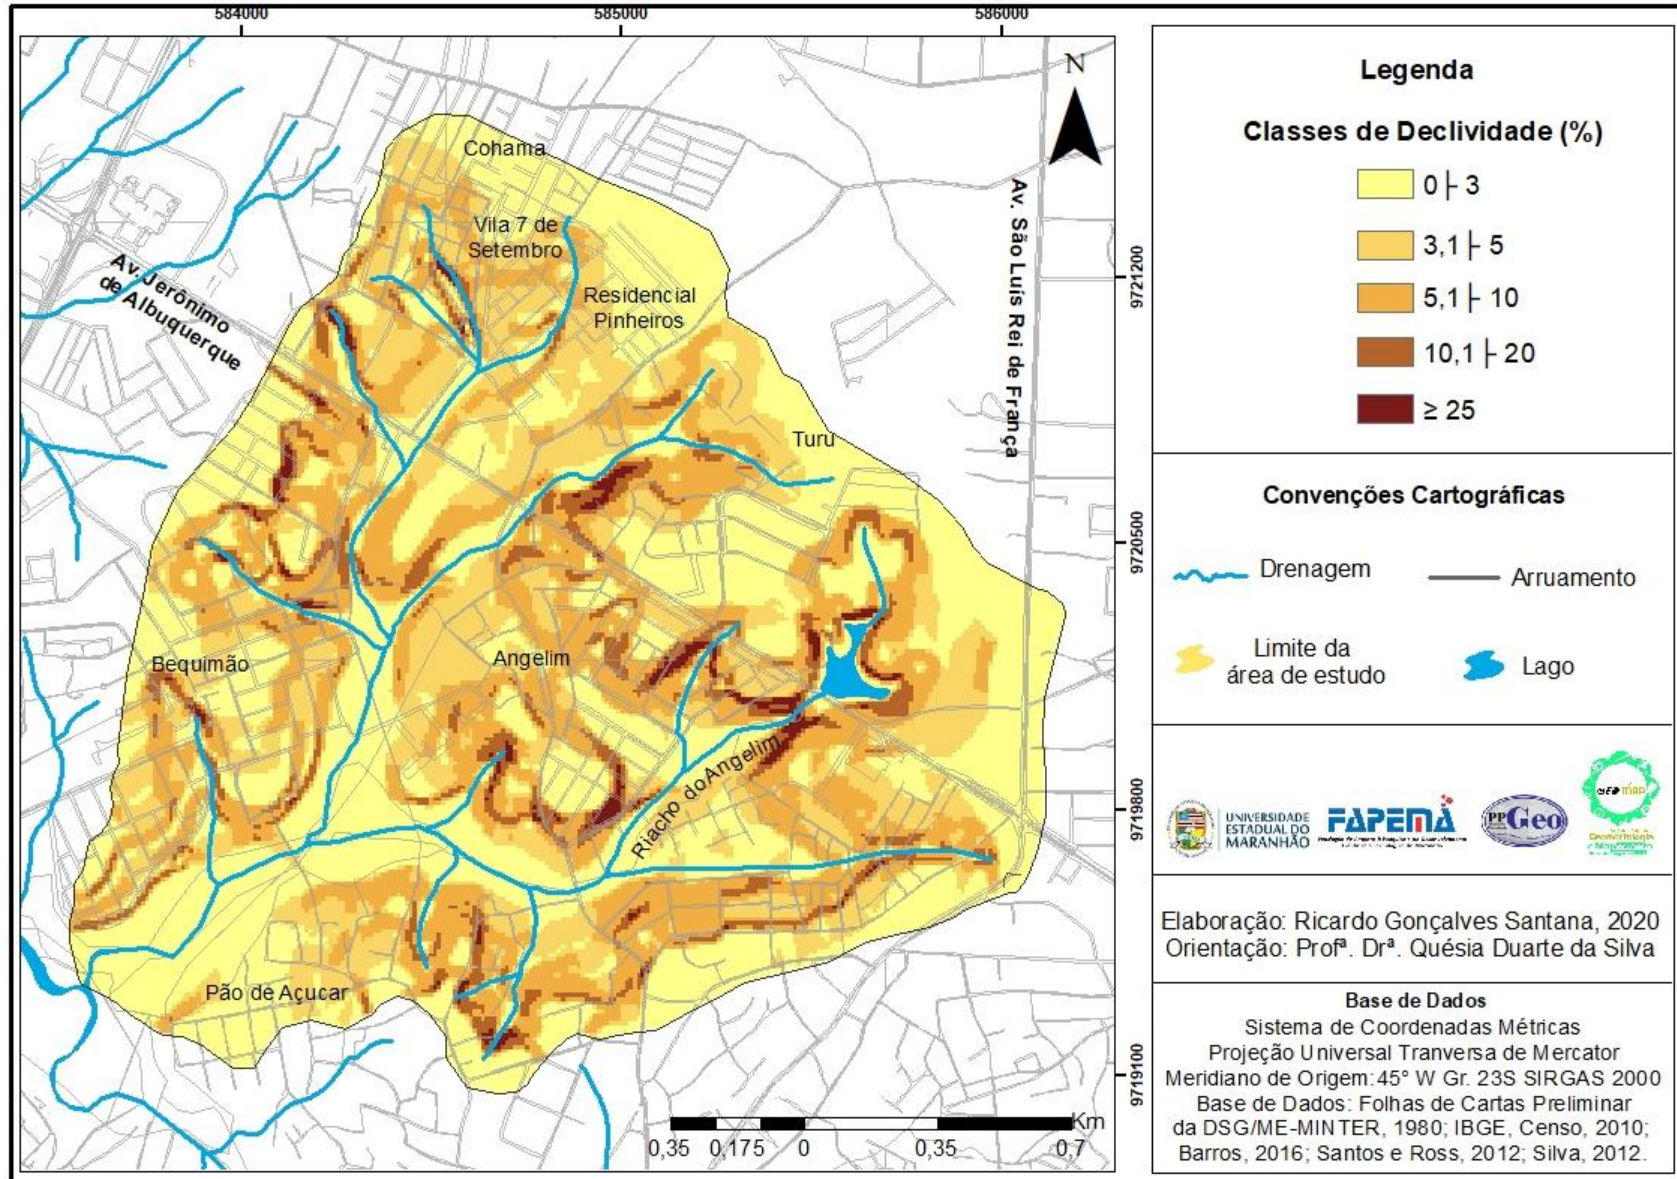 584000
585000
586000
N
Cohama
Vila 7 de
Setembro
Residencial
Pinheiros
Av. Jerônimo
de Albuquerque
Av. São Luís Rei de França
Turu
Bequimão
Angelim
Riacho do Angelim
Pão de Açucar
9721200
9720500
9719800
9719100
Km
0,35 0,175 0 0,35 0,7
Legenda
Classes de Declividade (%)
0 ├ 3
3,1 ├ 5
5,1 ├ 10
10,1 ├ 20
≥ 25
Convenções Cartográficas
Drenagem
Arruamento
Limite da
área de estudo
Lago
UNIVERSIDADE
ESTADUAL DO
MARANHÃO
FAPEMA
PPGeo
Elaboração: Ricardo Gonçalves Santana, 2020
Orientação: Profª. Drª. Quésia Duarte da Silva
Base de Dados
Sistema de Coordenadas Métricas
Projeção Universal Tranversa de Mercator
Meridiano de Origem: 45° W Gr. 23S SIRGAS 2000
Base de Dados: Folhas de Cartas Preliminar
da DSG/ME-MINTER, 1980; IBGE, Censo, 2010;
Barros, 2016; Santos e Ross, 2012; Silva, 2012.